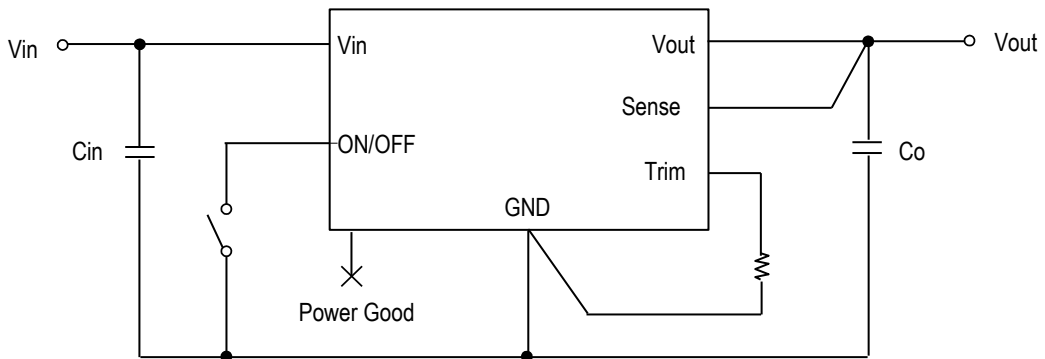 Vin
Vin
Vout
Vout
Sense
ON/OFF
Cin
Co
Trim
GND
Power Good